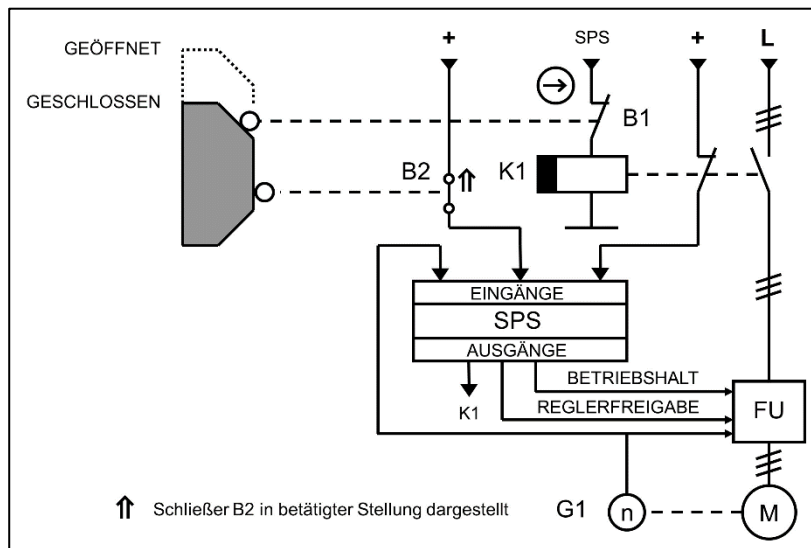 GEÖFFNET
GESCHLOSSEN
+
SPS
+
L
B1
B2
K1
EINGÄNGE
SPS
AUSGÄNGE
K1
BETRIEBSHALT
REGLERFREIGABE
FU
⇑ Schließer B2 in betätigter Stellung dargestellt
G1
n
M